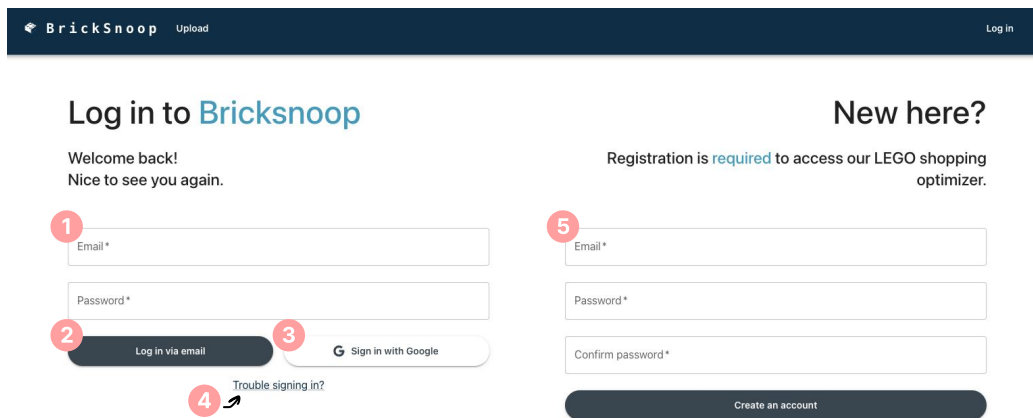 BrickSnoop Upload Log in
Log in to Bricksnoop
Welcome back!
Nice to see you again.
1
Email *
Password *
2
Log in via email
3
G Sign in with Google
Trouble signing in?
4
New here?
Registration is required to access our LEGO shopping
optimizer.
5
Email *
Password *
Confirm password *
Create an account